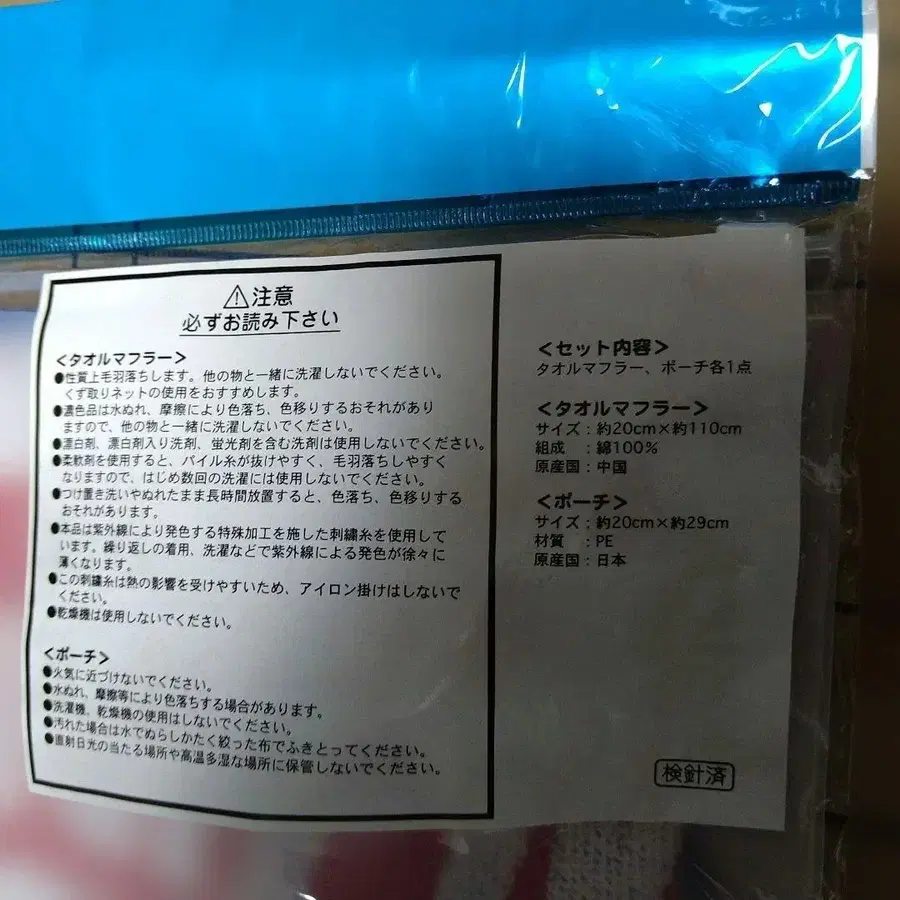 ⚠注意
必ずお読み下さい
<タオルマフラー>
●性質上毛羽落ちします。他の物と一緒に洗濯しないでください。
くず取りネットの使用をおすすめします。
●濃色品は水ぬれ、摩擦により色落ち、色移りするおそれがあり
ますので、他の物と一緒に洗濯しないでください。
●漂白剤、漂白剤入り洗剤、蛍光剤を含む洗剤は使用しないでください。
●柔軟剤を使用すると、パイル糸が抜けやすく、毛羽落ちしやすく
なりますので、はじめ数回の洗濯には使用しないでください。
●つけ置き洗いやぬれたまま長時間放置すると、色落ち、色移りする
おそれがあります。
●本品は紫外線により発色する特殊加工を施した刺繍糸を使用して
います。繰り返しの着用、洗濯などで紫外線による発色が徐々に
薄くなります。
●この刺繍糸は熱の影響を受けやすいため、アイロン掛けはしないで
ください。
●乾燥機は使用しないでください。
<ポーチ>
●火気に近づけないでください。
●水ぬれ、摩擦等により色落ちする場合があります。
●洗濯機、乾燥機の使用はしないでください。
●汚れた場合は水でぬらしかたく絞った布でふきとってください。
●直射日光の当たる場所や高温多湿な場所に保管しないでください。
<セット内容>
タオルマフラー、ポーチ各1点
<タオルマフラー>
サイズ:約20cm×約110cm
組成 :綿100%
原産国:中国
<ポーチ>
サイズ:約20cm×約29cm
材質 :PE
原産国:日本
検針済